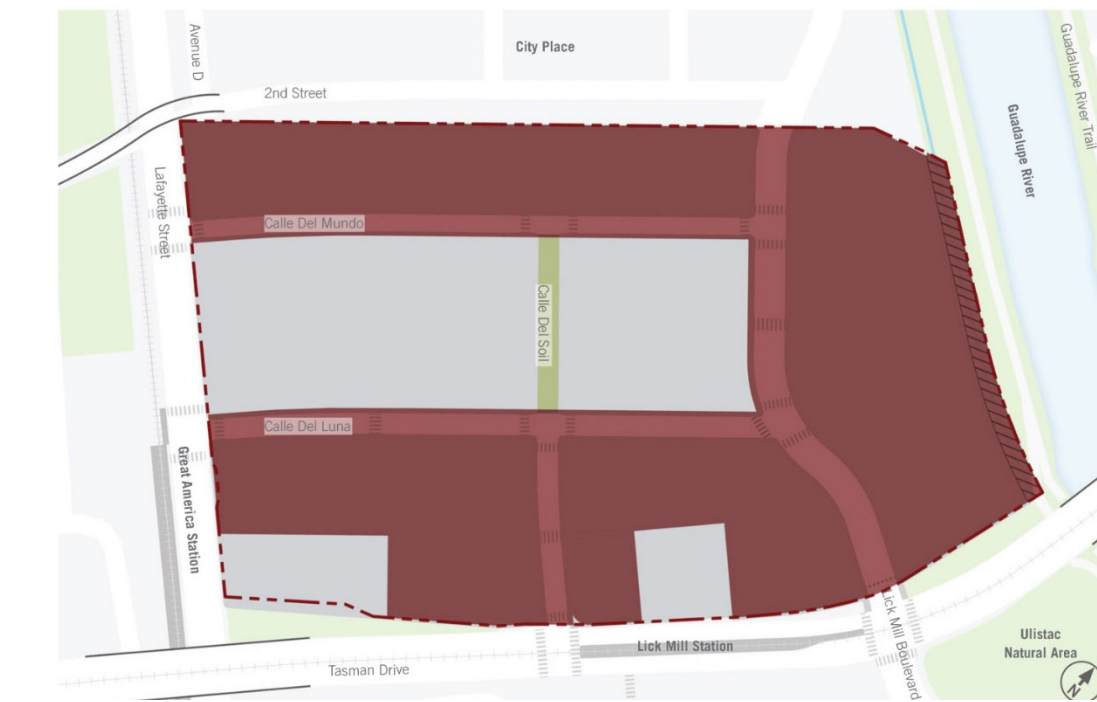 Avenue D
City Place
2nd Street
Guadalupe River Trail
Guadalupe River
Lafayette Street
Calle Del Mundo
Calle Del Soil
Calle Del Luna
Great America Station
Lick Mill Station
Tasman Drive
Lick Mill Boulevard
Ulistac
Natural Area
N